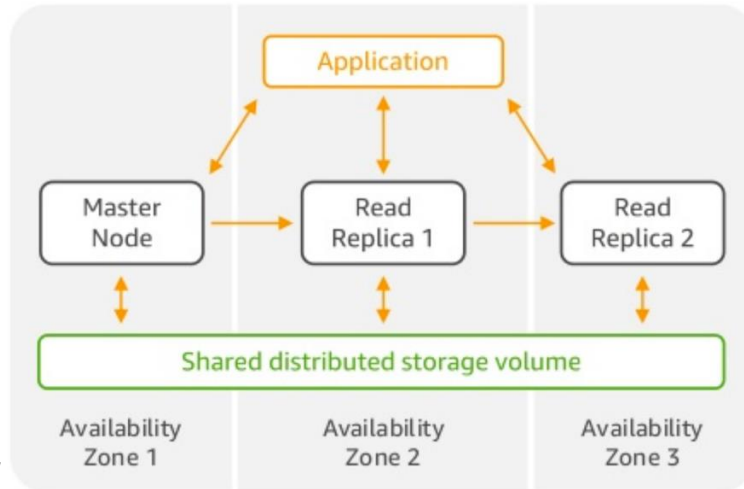 Application
Master
Node
Read
Replica 1
Read
Replica 2
Shared distributed storage volume
Availability
Zone 1
Availability
Zone 2
Availability
Zone 3